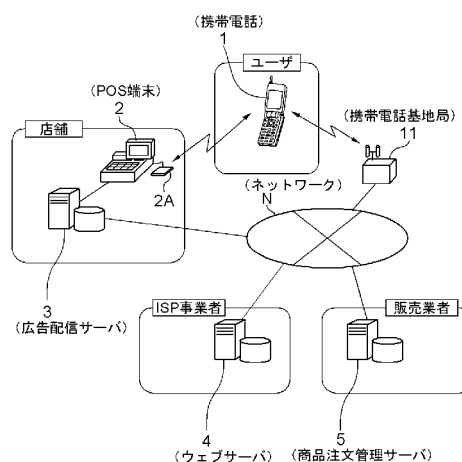 (携帯電話)
1
ユーザ
(POS端末)
2
店舗
(携帯電話基地局)
11
2A
(ネットワーク)
N
3
(広告配信サーバ)
ISP事業者
販売業者
4
(ウェブサーバ)
5
(商品注文管理サーバ)